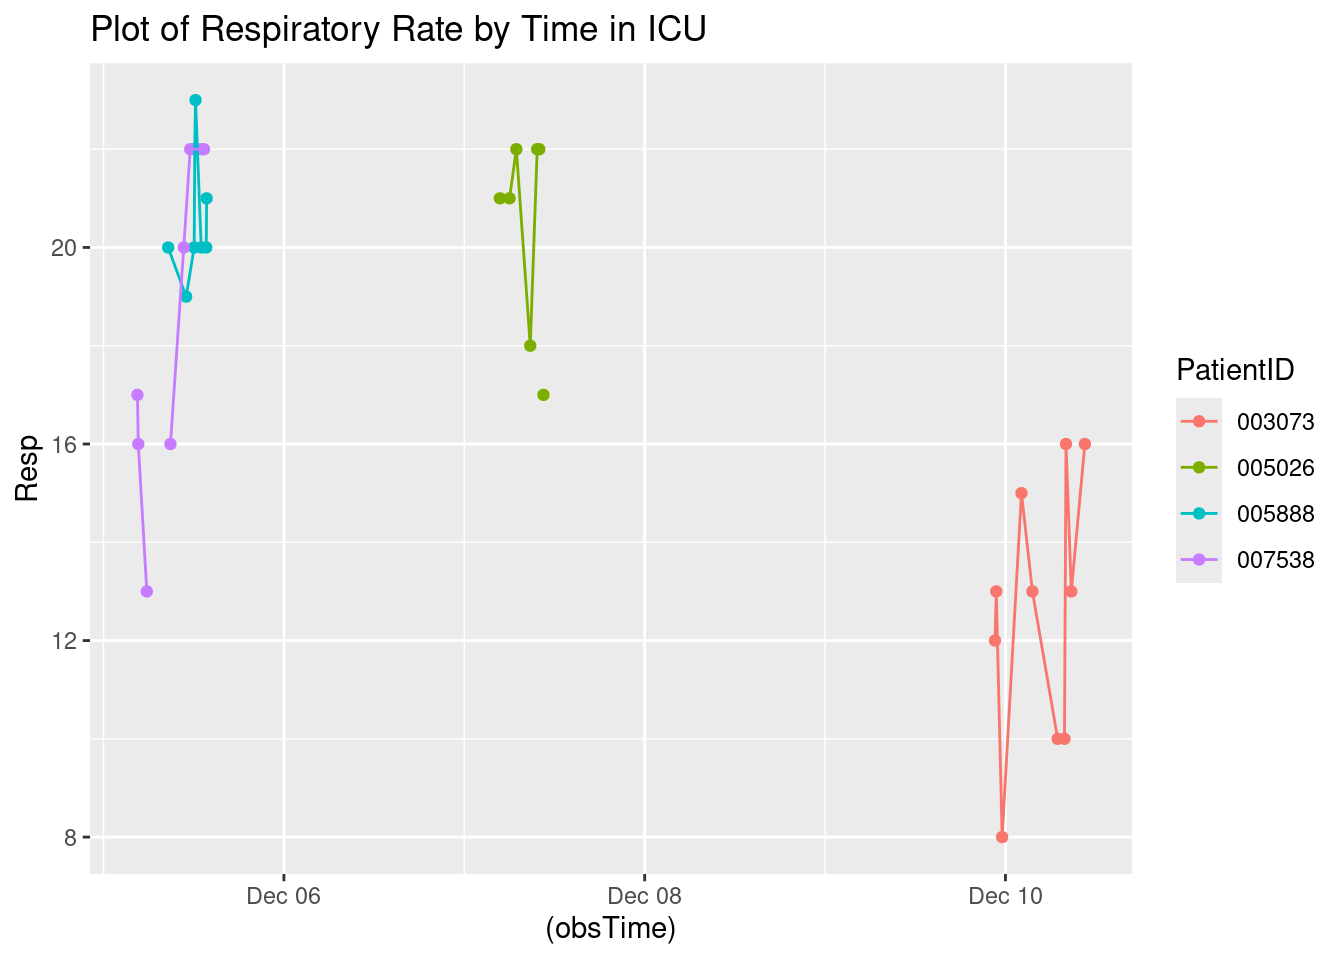 Plot of Respiratory Rate by Time in ICU
Resp
20
16
12
8
Dec 06 Dec 08 Dec 10
(obsTime)
PatientID
003073
005026
005888
007538